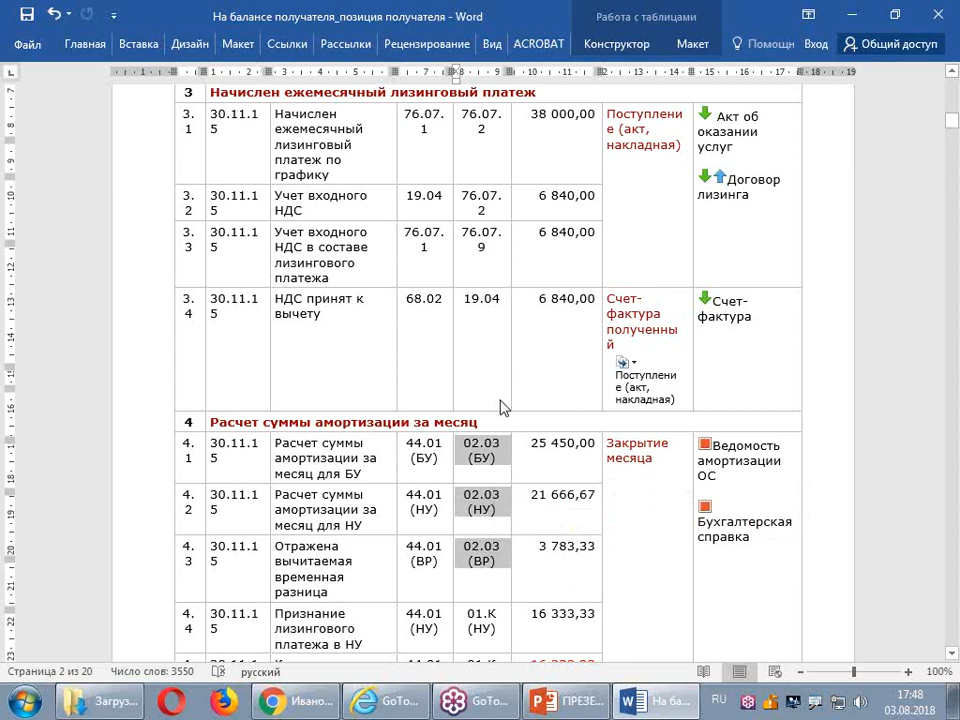 На балансе получателя_позиция получателя - Word
Работа с таблицами
Файл Главная Вставка Дизайн Макет Ссылки Рассылки Рецензирование Вид ACROBAT Конструктор Макет Помощн Вход Общий доступ
3 Начислен ежемесячный лизинговый платеж
3.
1
30.11.1
5
Начислен
ежемесячный
лизинговый
платеж по
графику
76.07.
1
76.07.
2
38 000,00
Поступлени
е (акт,
накладная)
Акт об
оказании
услуг
Договор
лизинга
3.
2
30.11.1
5
Учет входного
НДС
19.04
76.07.
2
6 840,00
3.
3
30.11.1
5
Учет входного
НДС в составе
лизингового
платежа
76.07.
1
76.07.
9
6 840,00
3.
4
30.11.1
5
НДС принят к
вычету
68.02
19.04
6 840,00
Счет-
фактура
полученны
й
Поступлени
е (акт,
накладная)
Счет-
фактура
4 Расчет суммы амортизации за месяц
4.
1
30.11.1
5
Расчет суммы
амортизации за
месяц для БУ
44.01
(БУ)
02.03
(БУ)
25 450,00
Закрытие
месяца
Ведомость
амортизации
ОС
Бухгалтерская
справка
4.
2
30.11.1
5
Расчет суммы
амортизации за
месяц для НУ
44.01
(НУ)
02.03
(НУ)
21 666,67
4.
3
30.11.1
5
Отражена
вычитаемая
временная
разница
44.01
(ВР)
02.03
(ВР)
3 783,33
4.
4
30.11.1
5
Признание
лизингового
платежа в НУ
44.01
(НУ)
01.К
(НУ)
16 333,33
Страница 2 из 20 Число слов: 3550 русский 100%
Загруз... Ивано... GoTo... GoTo... ПРЕЗЕ... На ба... RU 17:48
03.08.2018